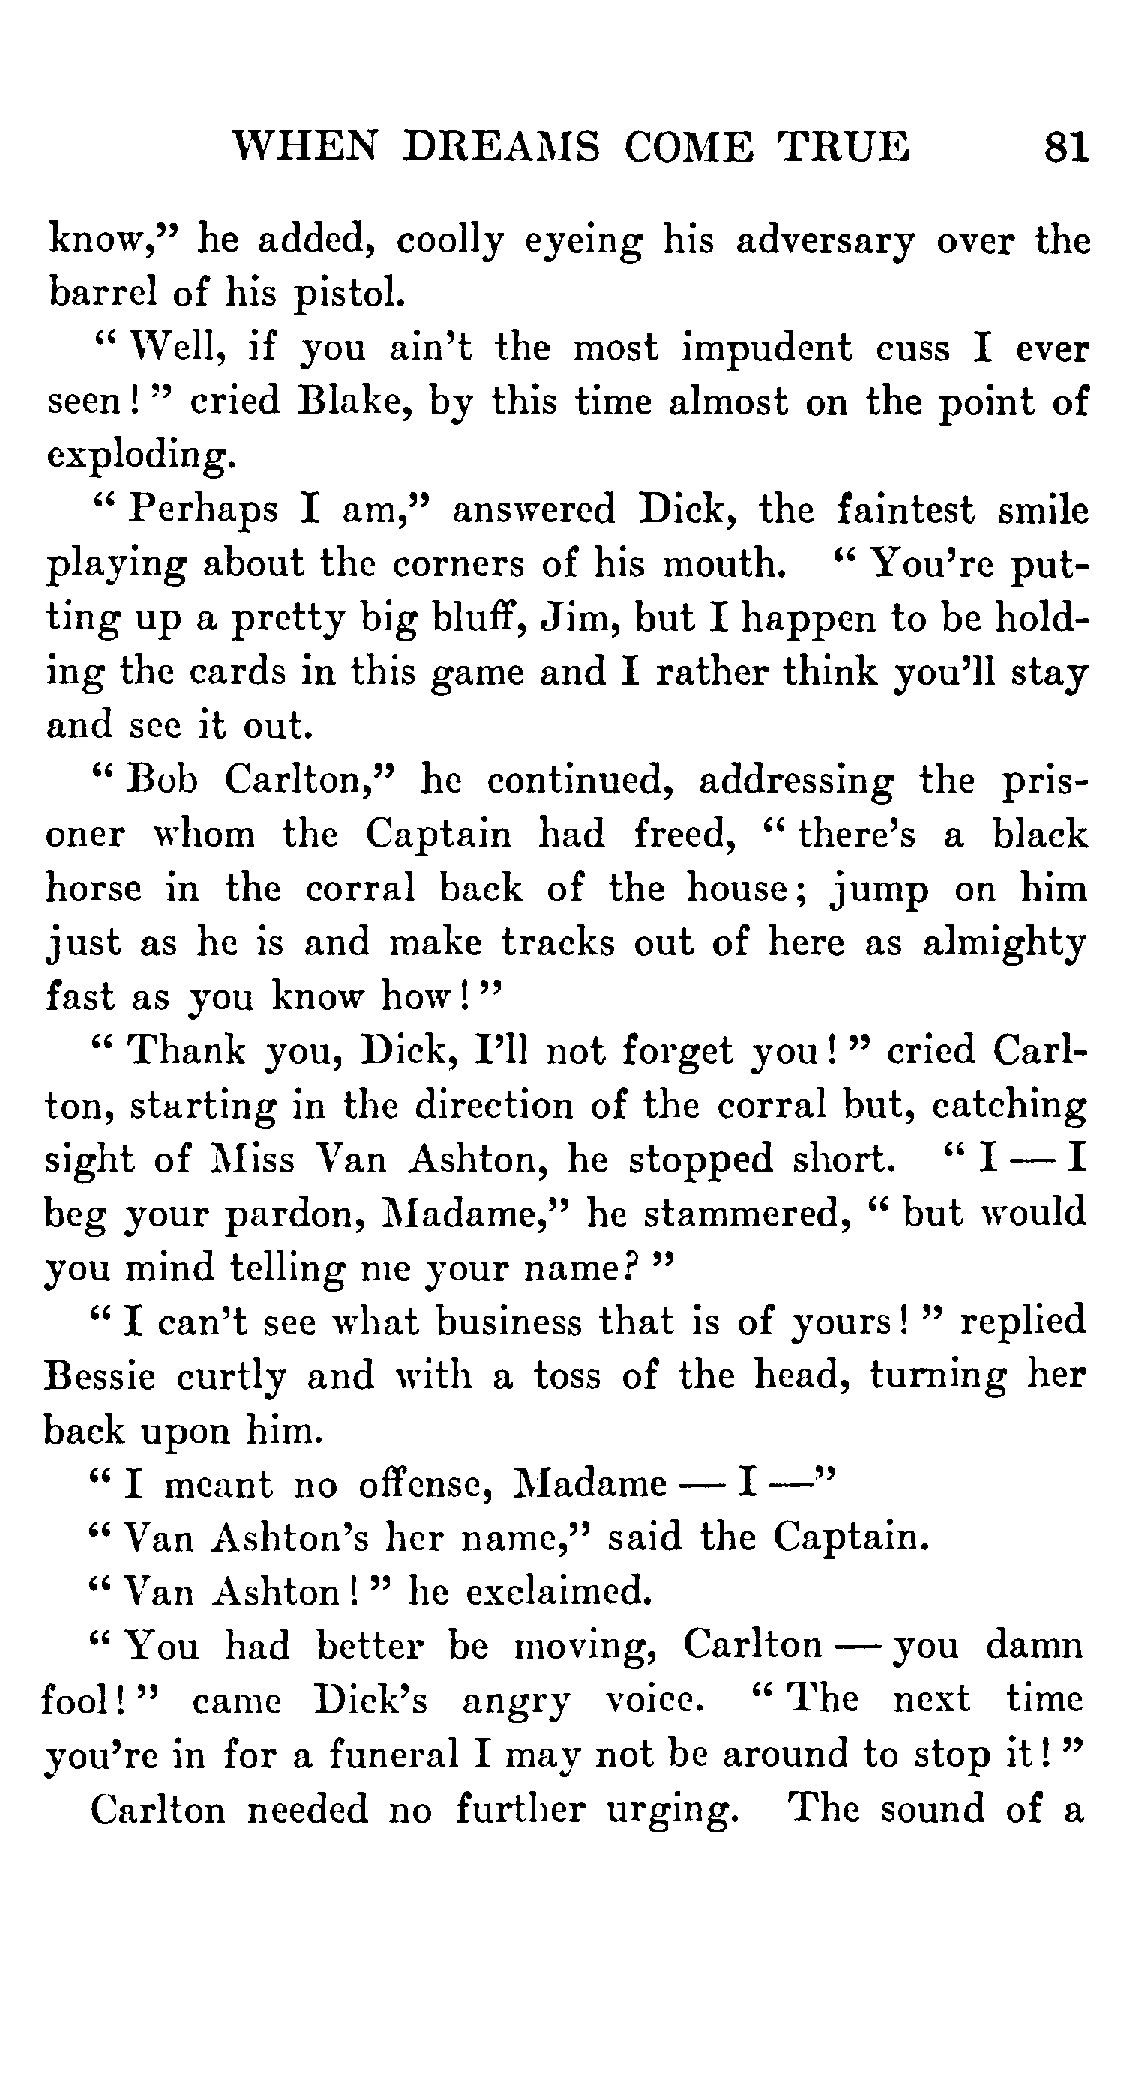 WHEN DREAMS COME TRUE 81
know,” he added, coolly eyeing his adversary over the
barrel of his pistol.
“ Well, if you ain’t the most impudent cuss I ever
seen! ” cried Blake, by this time almost on the point of
exploding.
“ Perhaps I am,” answered Dick, the faintest smile
playing about the corners of his mouth. “ You’re put-
ting up a pretty big bluff, Jim, but I happen to be hold-
ing the cards in this game and I rather think you’ll stay
and see it out.
“ Bob Carlton,” he continued, addressing the pris-
oner whom the Captain had freed, “ there’s a black
horse in the corral back of the house; jump on him
just as he is and make tracks out of here as almighty
fast as you know how! ”
“ Thank you, Dick, I’ll not forget you! ” cried Carl-
ton, starting in the direction of the corral but, catching
sight of Miss Van Ashton, he stopped short. “ I — I
beg your pardon, Madame,” he stammered, “ but would
you mind telling me your name? ”
“ I can’t see what business that is of yours! ” replied
Bessie curtly and with a toss of the head, turning her
back upon him.
“ I meant no offense, Madame — I —”
“ Van Ashton’s her name,” said the Captain.
“ Van Ashton! ” he exclaimed.
“ You had better be moving, Carlton — you damn
fool! ” came Dick’s angry voice. “ The next time
you’re in for a funeral I may not be around to stop it! ”
Carlton needed no further urging. The sound of a